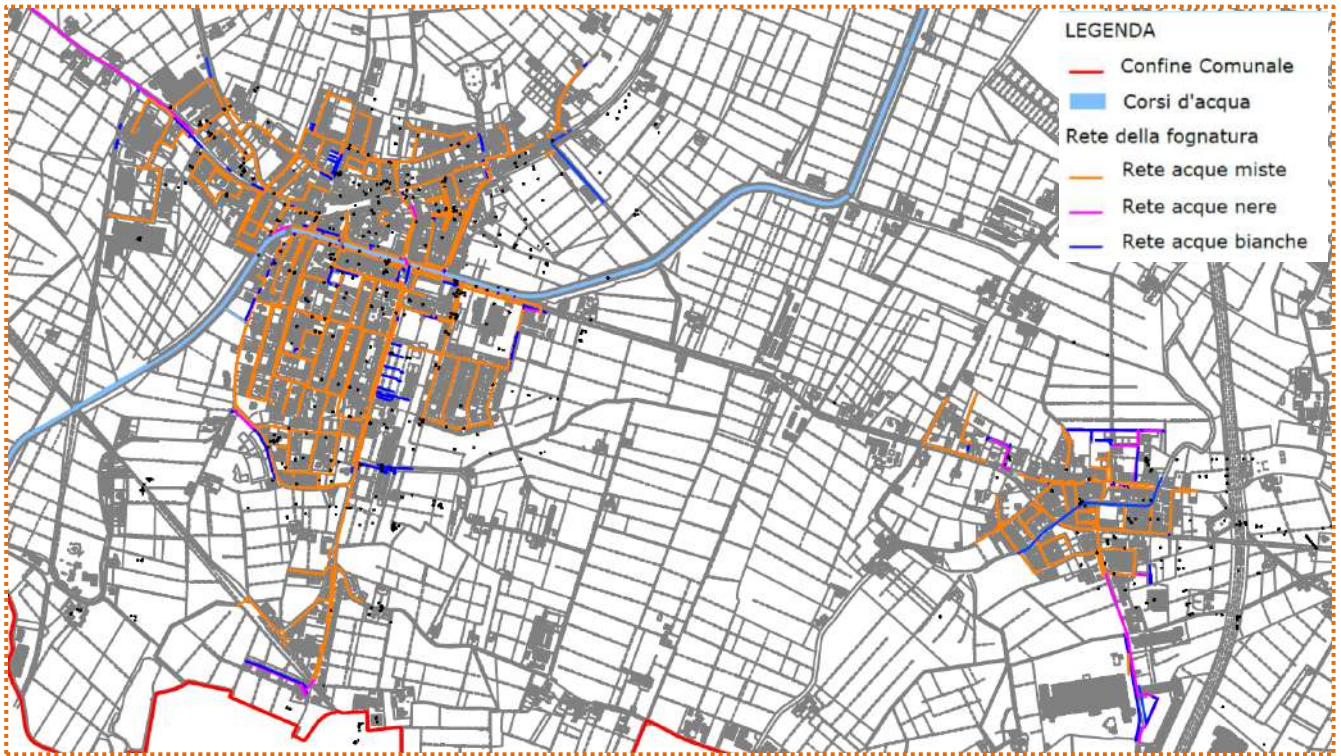 LEGENDA
Confine Comunale
Corsi d'acqua
Rete della fognatura
Rete acque miste
Rete acque nere
Rete acque bianche